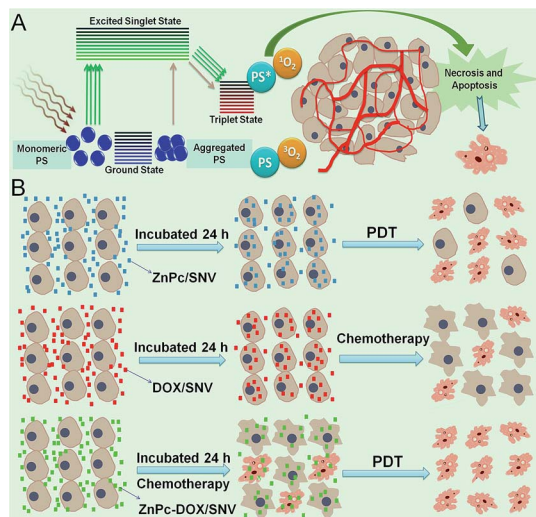 A
Excited Singlet State
PS*
¹O₂
Necrosis and
Apoptosis
Triplet State
Monomeric
PS
Ground State
Aggregated
PS
PS
³O₂
B
Incubated 24 h
PDT
ZnPc/SNV
Incubated 24 h
Chemotherapy
DOX/SNV
Incubated 24 h
Chemotherapy
PDT
ZnPc-DOX/SNV